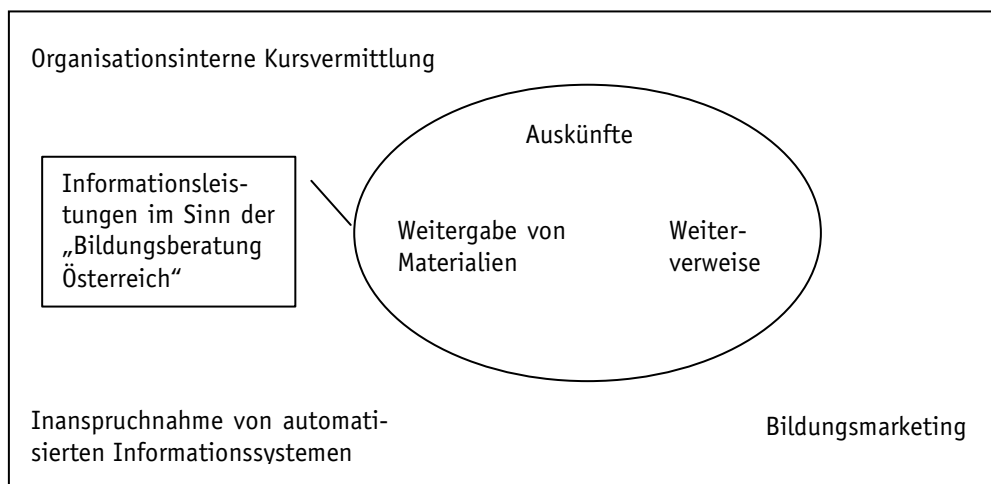 Organisationsinterne Kursvermittlung
Auskünfte
Informationsleis-
tungen im Sinn der
„Bildungsberatung
Österreich“
Weitergabe von
Materialien
Weiter-
verweise
Inanspruchnahme von automati-
sierten Informationssystemen
Bildungsmarketing